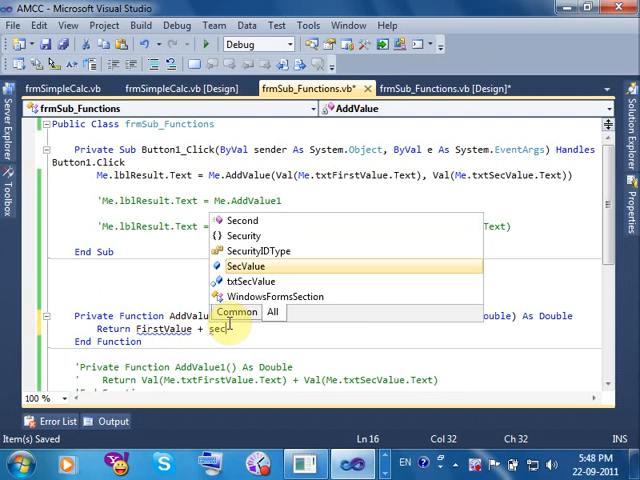 AMCC - Microsoft Visual Studio
File Edit View Project Build Debug Team Data Tools Test Window Help
Debug
frmSimpleCalc.vb frmSimpleCalc.vb [Design] frmSub_Functions.vb* frmSub_Functions.vb [Design]*
frmSub_Functions AddValue
Public Class frmSub_Functions
Private Sub Button1_Click(ByVal sender As System.Object, ByVal e As System.EventArgs) Handles
Button1.Click
Me.lblResult.Text = Me.AddValue(Val(Me.txtFirstValue.Text), Val(Me.txtSecValue.Text))
'Me.lblResult.Text = Me.AddValue1
'Me.lblResult.Text = Text)
End Sub
Second
Security
SecurityIDType
SecValue
txtSecValue
WindowsFormsSection
Common All
Private Function AddValu ouble) As Double
Return FirstValue + sec
End Function
'Private Function AddValue1() As Double
' Return Val(Me.txtFirstValue.Text) + Val(Me.txtSecValue.Text)
Server Explorer
Toolbox
Solution Explorer
Properties
100 %
Error List Output
Item(s) Saved Ln 16 Col 32 Ch 32 INS
EN 5:48 PM
22-09-2011